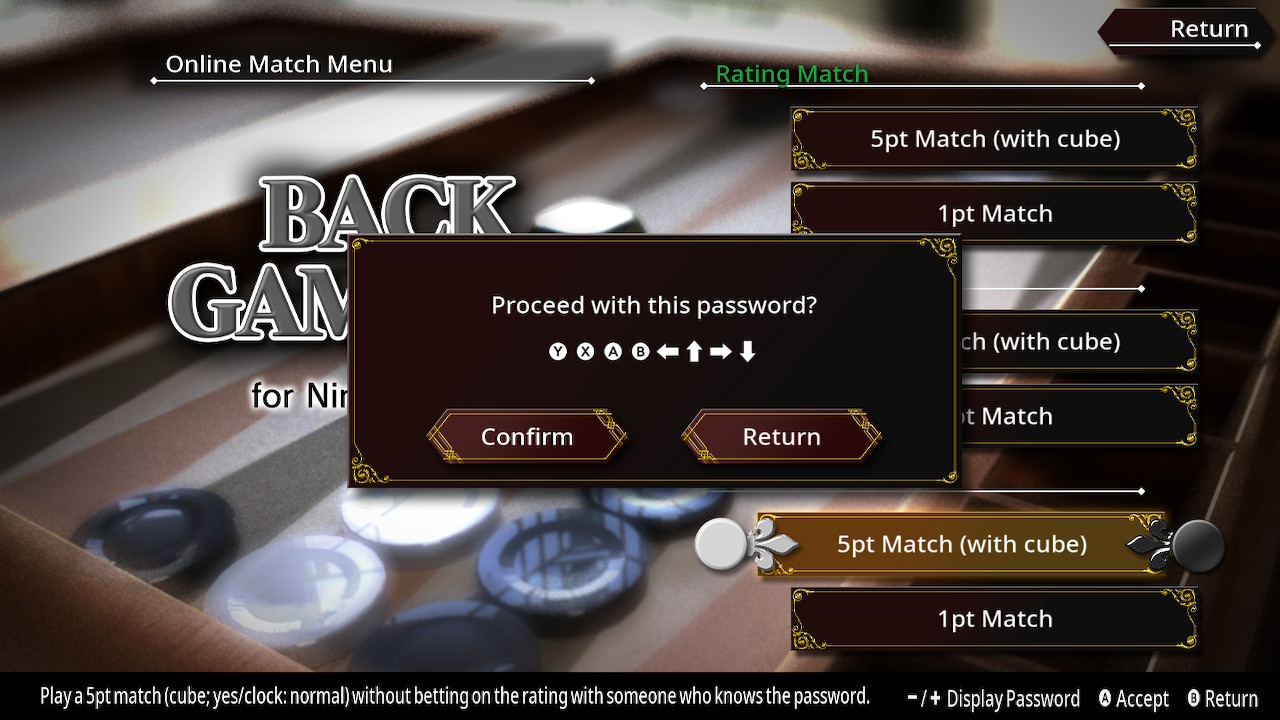 Return
Online Match Menu
Rating Match
5pt Match (with cube)
1pt Match
BACK
GAM
for Nin
Proceed with this password?
Y X A B ← ↑ → ↓
Confirm
Return
ch (with cube)
pt Match
5pt Match (with cube)
1pt Match
Play a 5pt match (cube; yes/clock: normal) without betting on the rating with someone who knows the password.
-/+ Display Password A Accept B Return